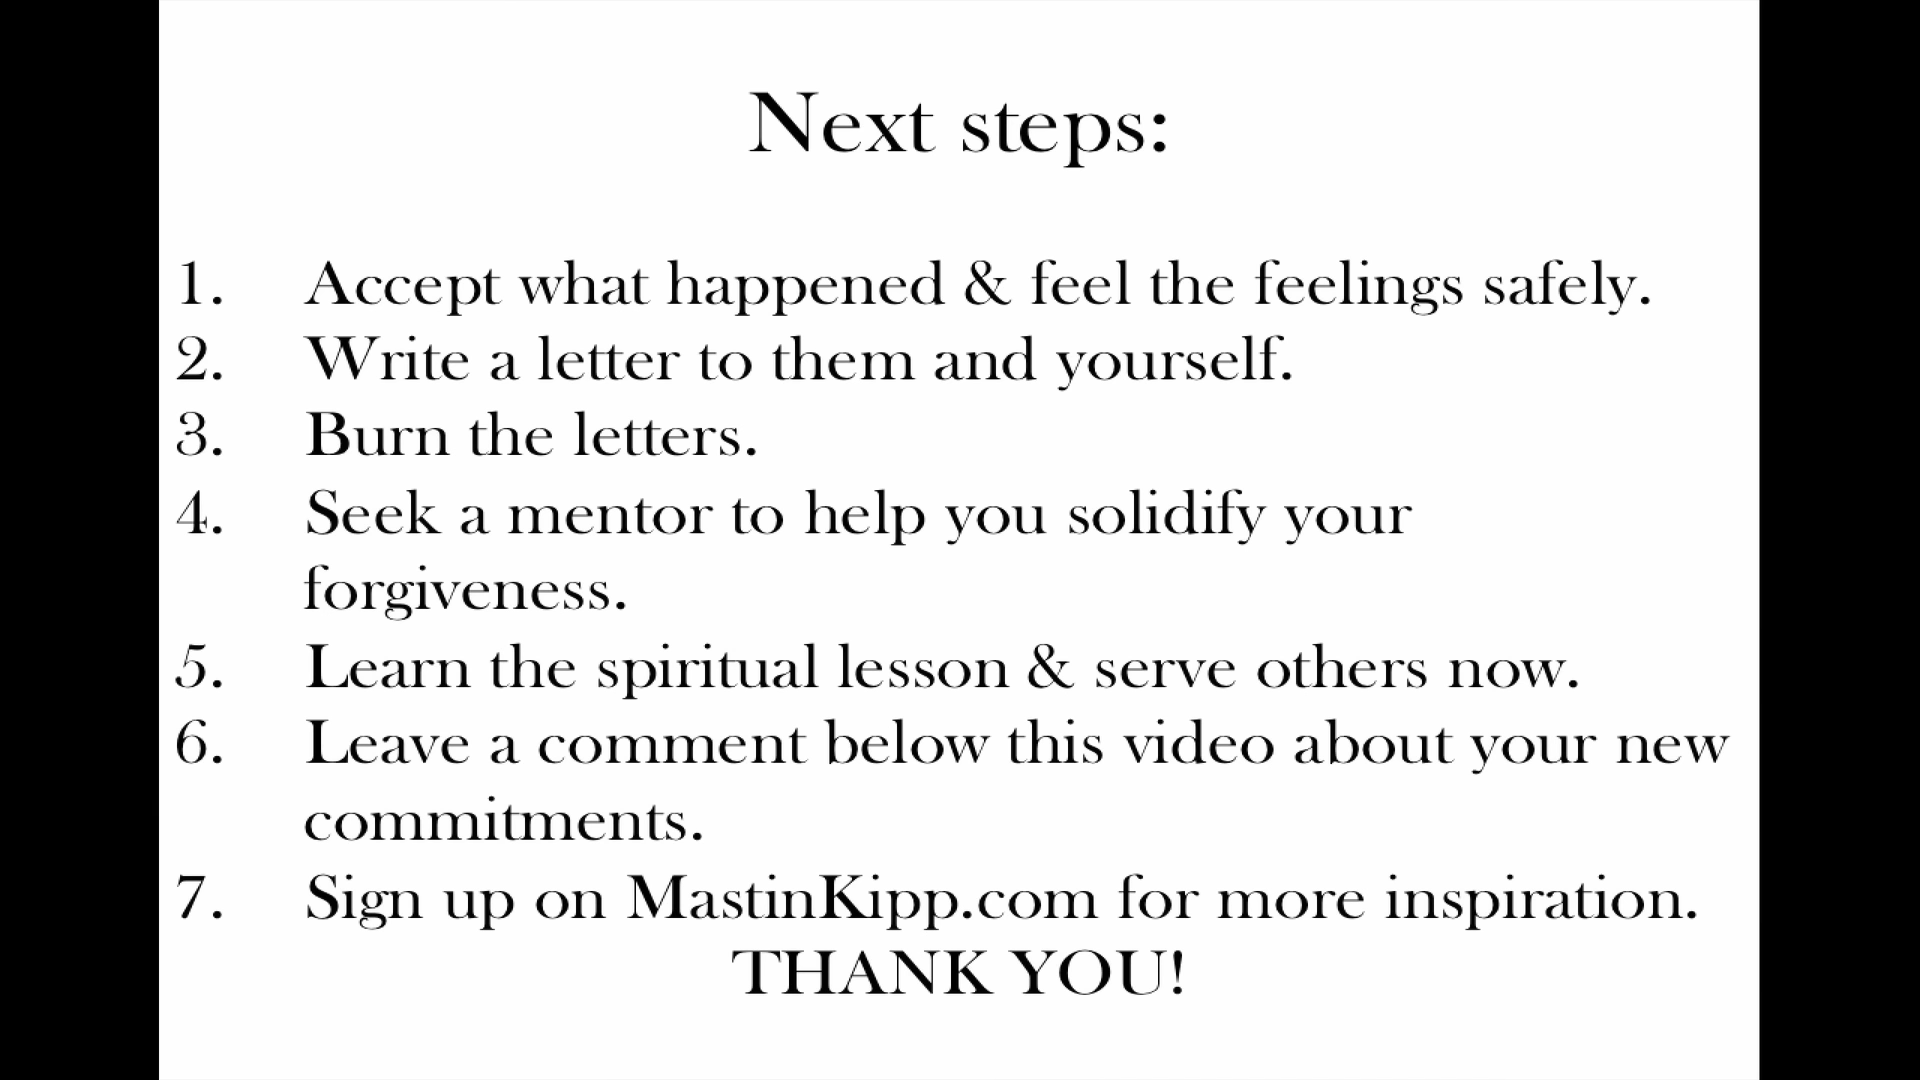 Next steps:
1. Accept what happened & feel the feelings safely.
2. Write a letter to them and yourself.
3. Burn the letters.
4. Seek a mentor to help you solidify your
forgiveness.
5. Learn the spiritual lesson & serve others now.
6. Leave a comment below this video about your new
commitments.
7. Sign up on MastinKipp.com for more inspiration.
THANK YOU!